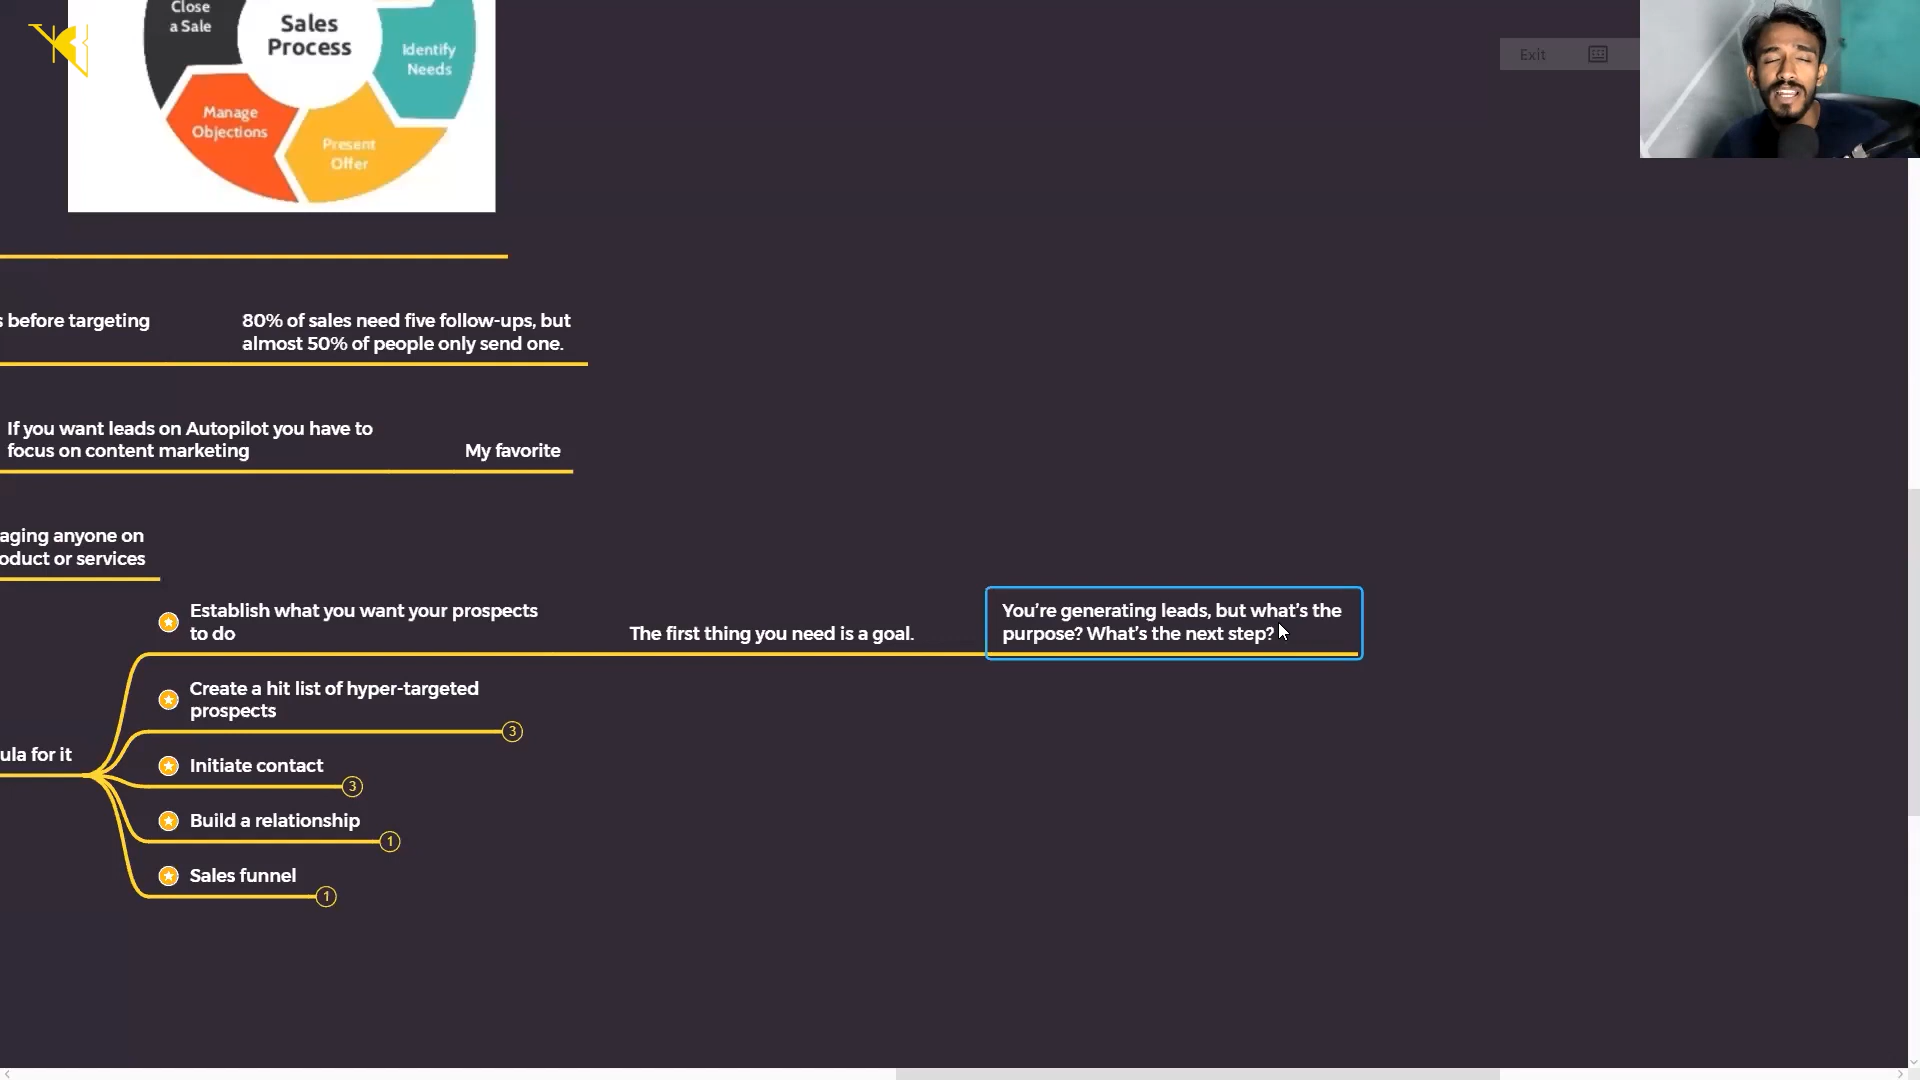 Close
a Sale
Sales
Process
Identify
Needs
Manage
Objections
Present
Offer
Exit
s before targeting
80% of sales need five follow-ups, but
almost 50% of people only send one.
If you want leads on Autopilot you have to
focus on content marketing
My favorite
aging anyone on
oduct or services
Establish what you want your prospects
to do
The first thing you need is a goal.
You're generating leads, but what's the
purpose? What's the next step?
Create a hit list of hyper-targeted
prospects
3
ula for it
Initiate contact
3
Build a relationship
1
Sales funnel
1